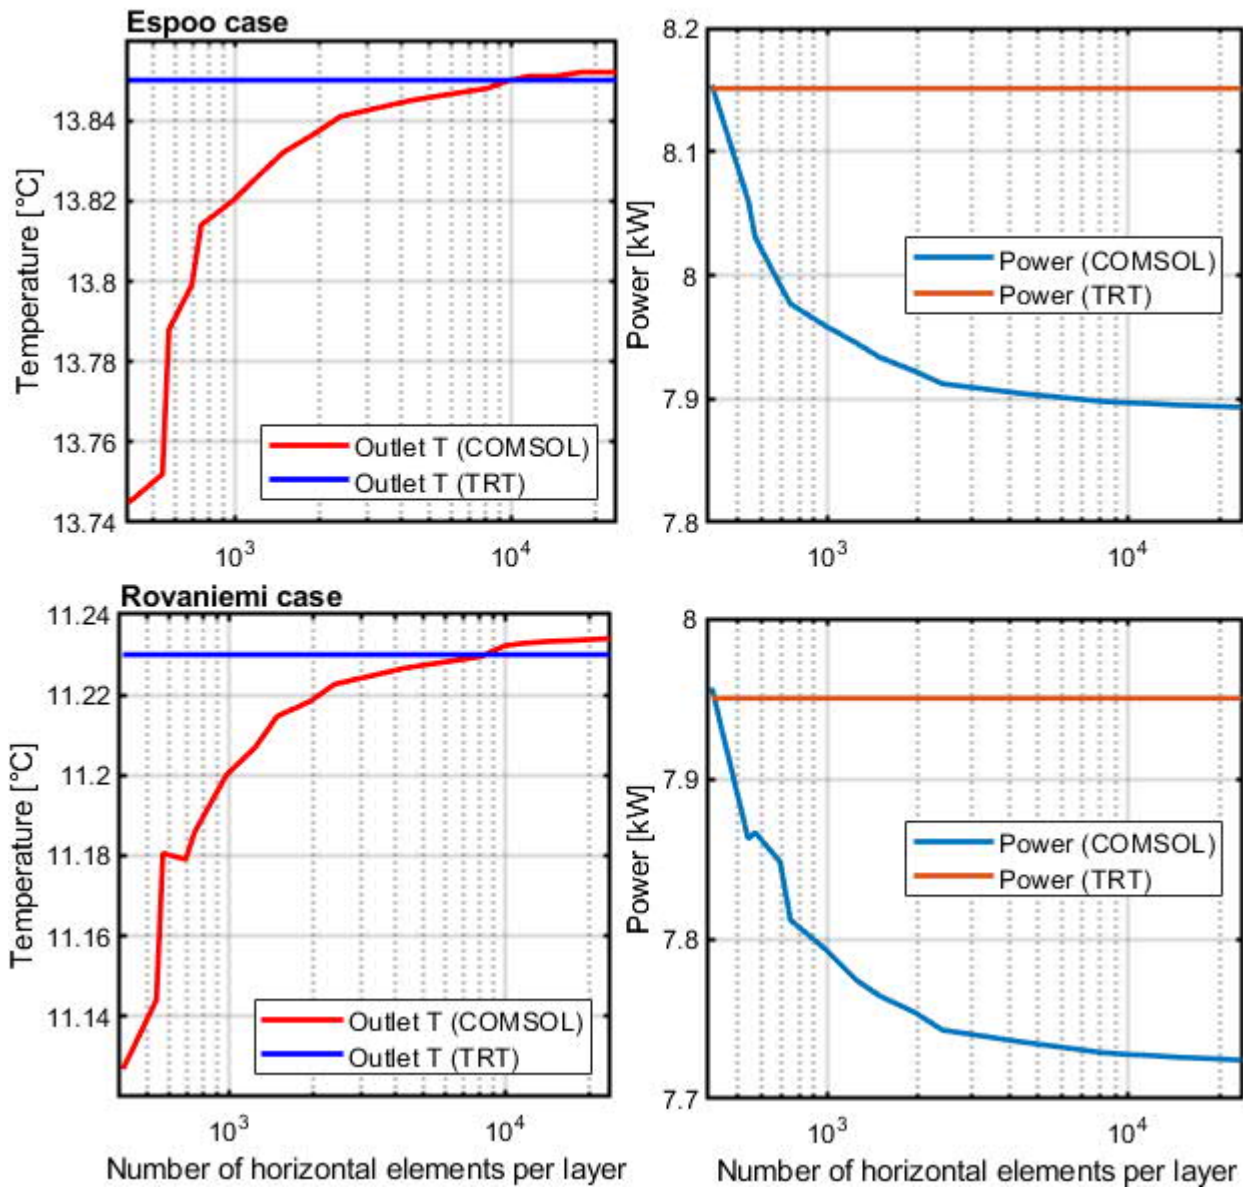 Espoo case
13.84
13.82
13.8
13.78
13.76
13.74
Temperature [°C]
Outlet T (COMSOL)
Outlet T (TRT)
10³
10⁴
8.2
8.1
8
7.9
7.8
Power [kW]
Power (COMSOL)
Power (TRT)
10³
10⁴
Rovaniemi case
11.24
11.22
11.2
11.18
11.16
11.14
Temperature [°C]
Outlet T (COMSOL)
Outlet T (TRT)
10³
10⁴
Number of horizontal elements per layer
8
7.9
7.8
7.7
Power [kW]
Power (COMSOL)
Power (TRT)
10³
10⁴
Number of horizontal elements per layer